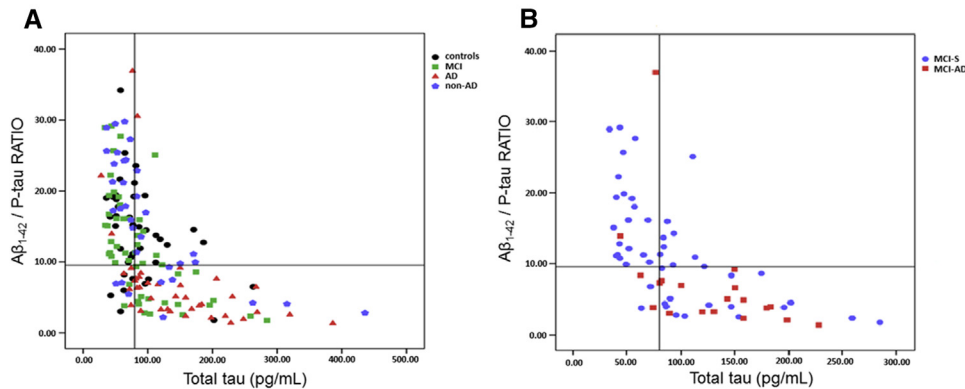 A
40.00
30.00
20.00
10.00
0.00
Aβ1-42 / P-tau RATIO
0.00 100.00 200.00 300.00 400.00 500.00
Total tau (pg/mL)
controls
MCI
AD
non-AD
B
40.00
30.00
20.00
10.00
0.00
Aβ1-42 / P-tau RATIO
0.00 50.00 100.00 150.00 200.00 250.00 300.00
Total tau (pg/mL)
MCI-S
MCI-AD